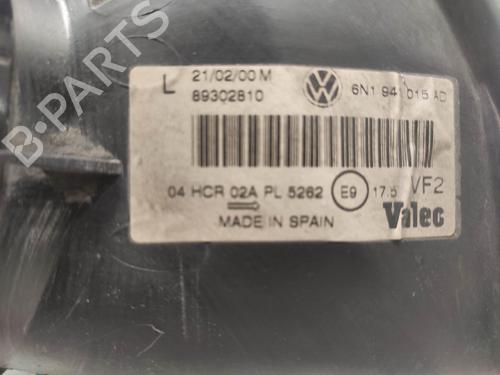 L 21/02/00 M
89302810
6N1 941 015 AD
04 HCR 02A PL 5262 E9 17.5 VF2
MADE IN SPAIN
Valeo
B-PARTS